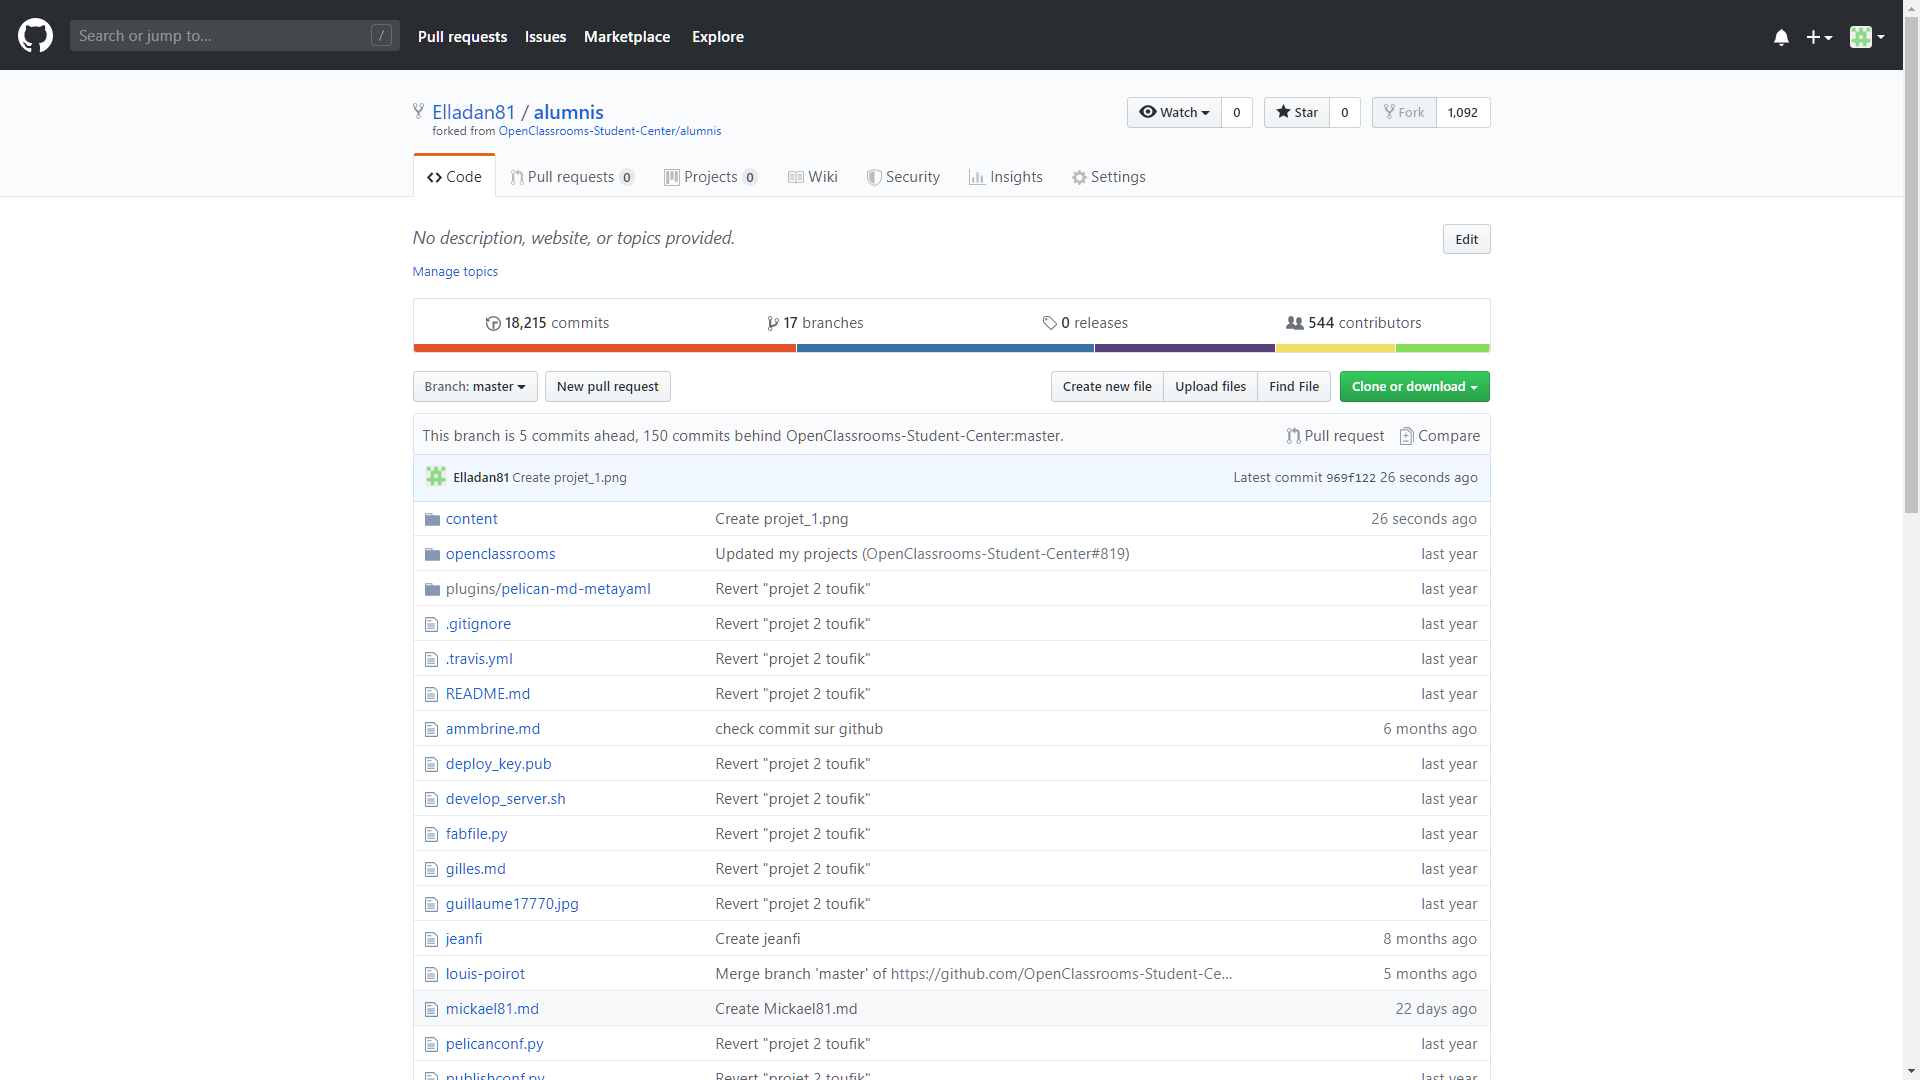 Search or jump to... /
Pull requests Issues Marketplace Explore
Elladan81 / alumnis
forked from OpenClassrooms-Student-Center/alumnis
Watch 0 Star 0 Fork 1,092
Code Pull requests 0 Projects 0 Wiki Security Insights Settings
No description, website, or topics provided. Edit
Manage topics
18,215 commits 17 branches 0 releases 544 contributors
Branch: master New pull request Create new file Upload files Find File Clone or download
This branch is 5 commits ahead, 150 commits behind OpenClassrooms-Student-Center:master. Pull request Compare
Elladan81 Create projet_1.png Latest commit 969f122 26 seconds ago
content Create projet_1.png 26 seconds ago
openclassrooms Updated my projects (OpenClassrooms-Student-Center#819) last year
plugins/pelican-md-metayaml Revert "projet 2 toufik" last year
.gitignore Revert "projet 2 toufik" last year
.travis.yml Revert "projet 2 toufik" last year
README.md Revert "projet 2 toufik" last year
ammbrine.md check commit sur github 6 months ago
deploy_key.pub Revert "projet 2 toufik" last year
develop_server.sh Revert "projet 2 toufik" last year
fabfile.py Revert "projet 2 toufik" last year
gilles.md Revert "projet 2 toufik" last year
guillaume17770.jpg Revert "projet 2 toufik" last year
jeanfi Create jeanfi 8 months ago
louis-poirot Merge branch 'master' of https://github.com/OpenClassrooms-Student-Ce... 5 months ago
mickael81.md Create Mickael81.md 22 days ago
pelicanconf.py Revert "projet 2 toufik" last year
publishconf.py Revert "projet 2 toufik" last year